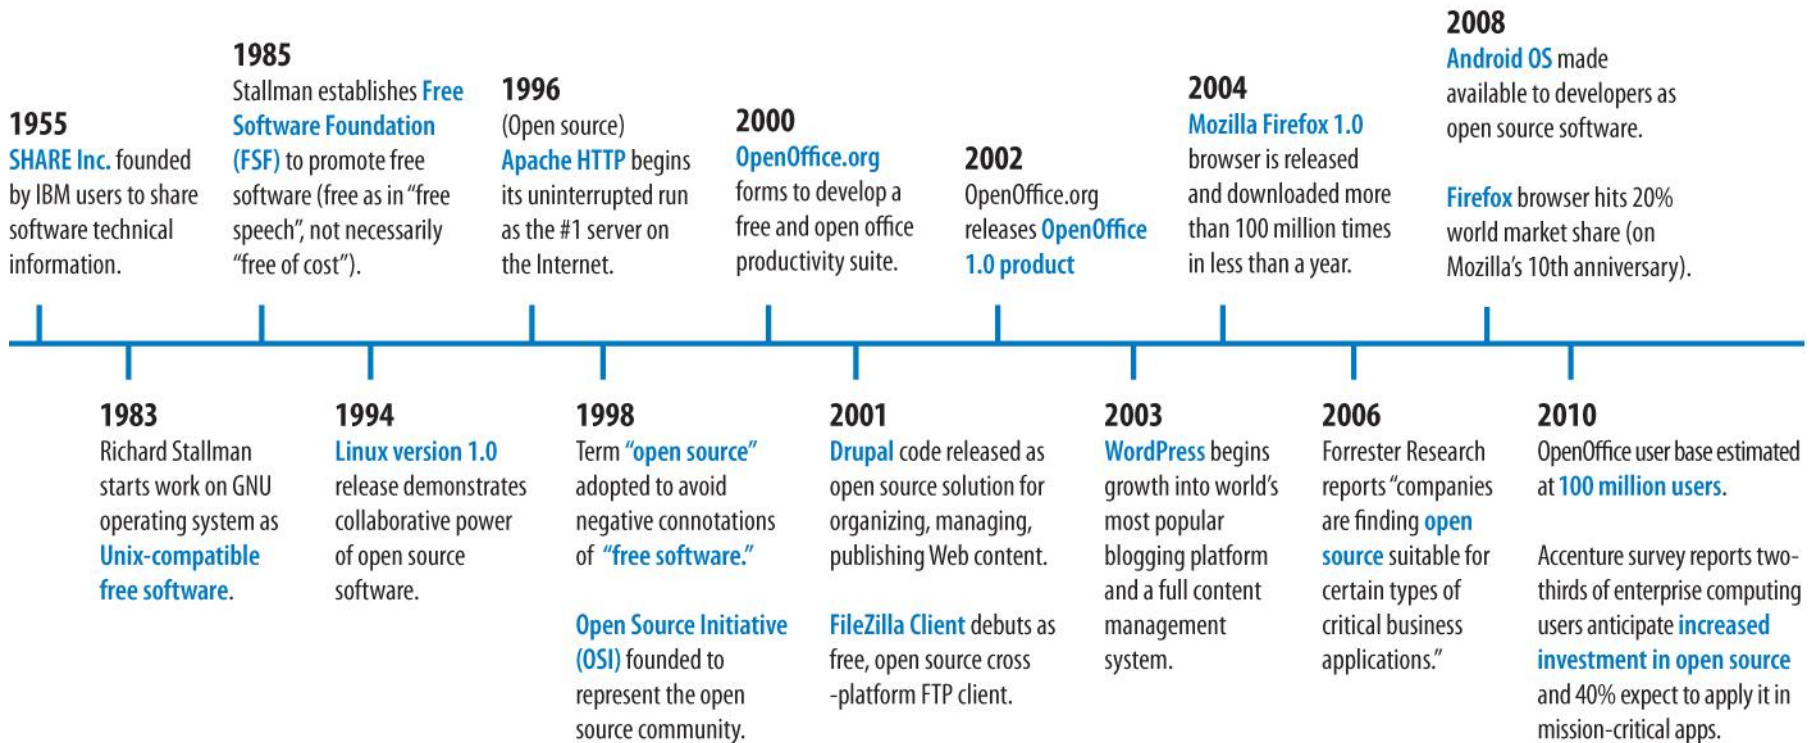 1955
SHARE Inc. founded
by IBM users to share
software technical
information.
1983
Richard Stallman
starts work on GNU
operating system as
Unix-compatible
free software.
1985
Stallman establishes Free
Software Foundation
(FSF) to promote free
software (free as in “free
speech”, not necessarily
“free of cost”).
1994
Linux version 1.0
release demonstrates
collaborative power
of open source
software.
1996
(Open source)
Apache HTTP begins
its uninterrupted run
as the #1 server on
the Internet.
1998
Term “open source”
adopted to avoid
negative connotations
of “free software.”
Open Source Initiative
(OSI) founded to
represent the open
source community.
2000
OpenOffice.org
forms to develop a
free and open office
productivity suite.
2001
Drupal code released as
open source solution for
organizing, managing,
publishing Web content.
FileZilla Client debuts as
free, open source cross
-platform FTP client.
2002
OpenOffice.org
releases OpenOffice
1.0 product
2003
WordPress begins
growth into world’s
most popular
blogging platform
and a full content
management
system.
2004
Mozilla Firefox 1.0
browser is released
and downloaded more
than 100 million times
in less than a year.
2006
Forrester Research
reports “companies
are finding open
source suitable for
certain types of
critical business
applications.”
2008
Android OS made
available to developers as
open source software.
Firefox browser hits 20%
world market share (on
Mozilla’s 10th anniversary).
2010
OpenOffice user base estimated
at 100 million users.
Accenture survey reports two-
thirds of enterprise computing
users anticipate increased
investment in open source
and 40% expect to apply it in
mission-critical apps.